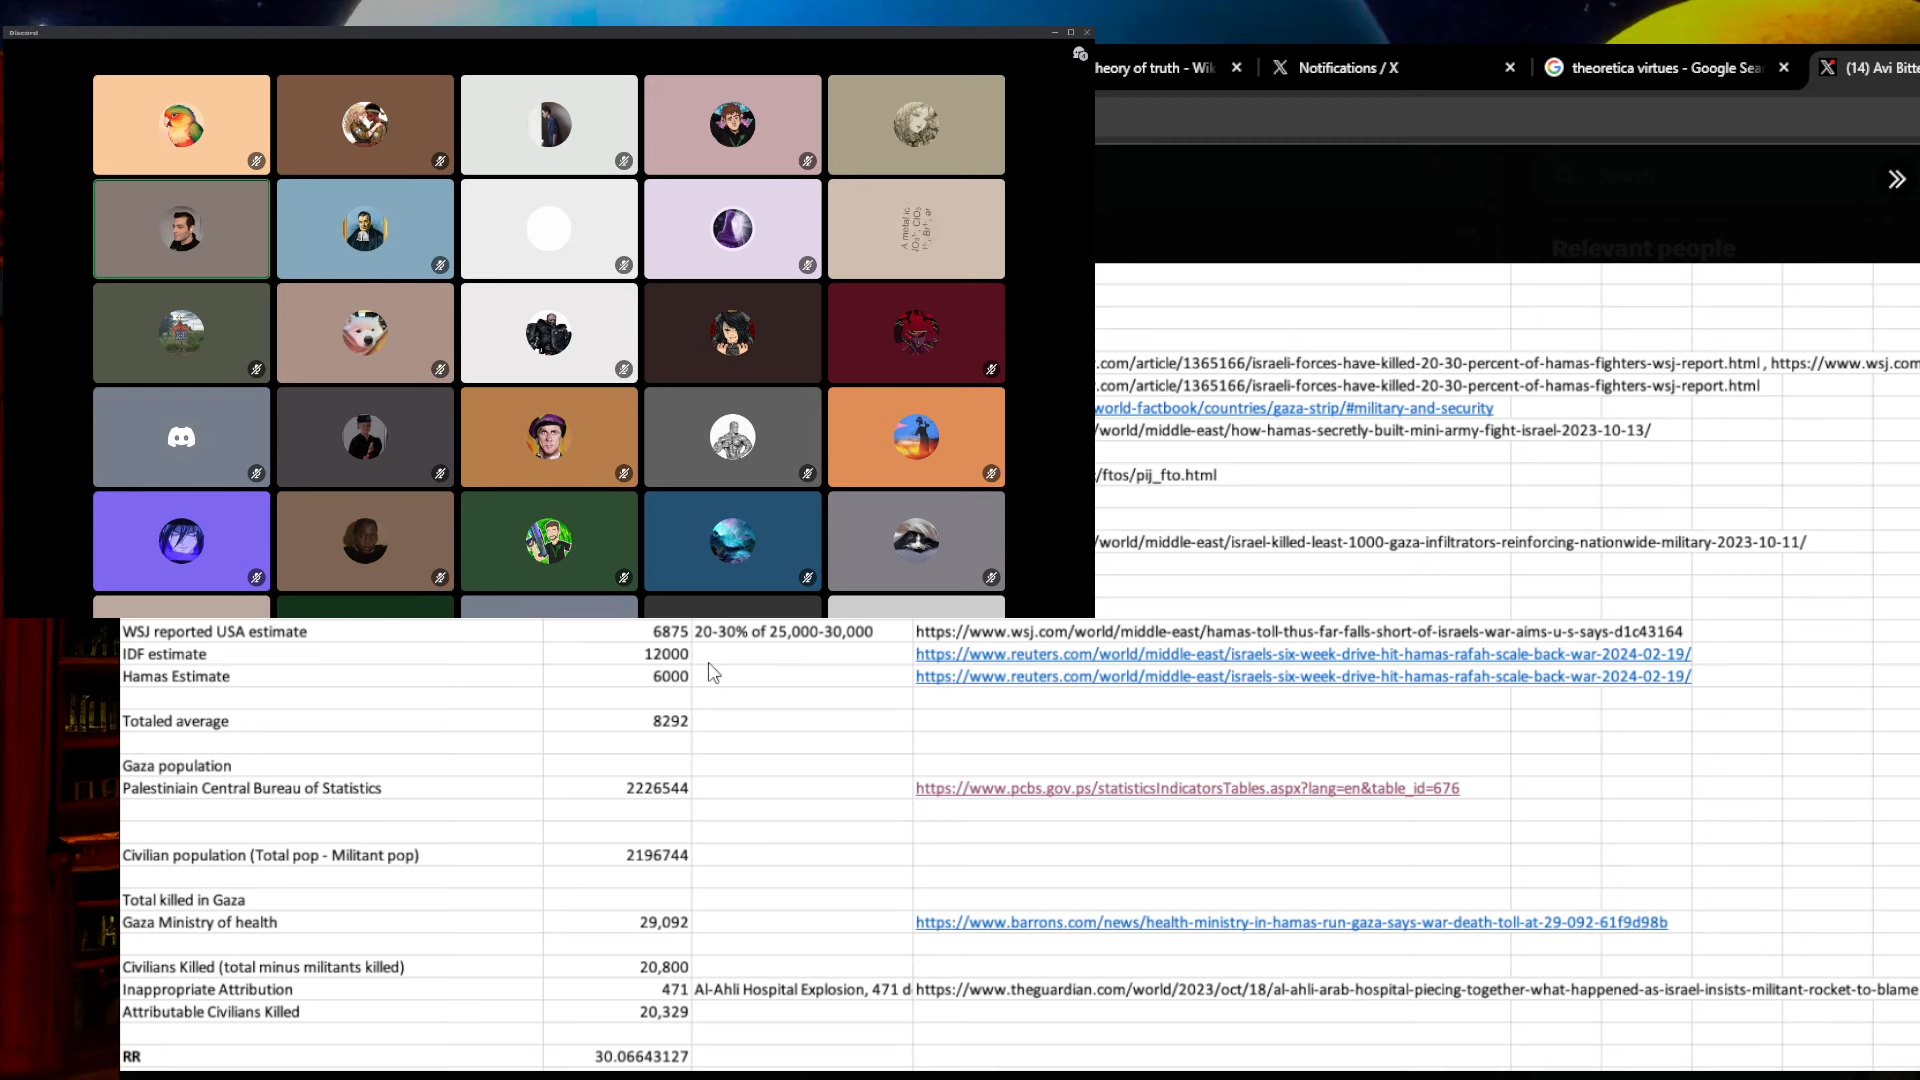 Discord
heory of truth - Wik
Notifications / X
theoretica virtues - Google Sea
(14) Avi Bitte
Relevant people
A metal ic
.com/article/1365166/israeli-forces-have-killed-20-30-percent-of-hamas-fighters-wsj-report.html , https://www.wsj.com
.com/article/1365166/israeli-forces-have-killed-20-30-percent-of-hamas-fighters-wsj-report.html
world-factbook/countries/gaza-strip/#military-and-security
/world/middle-east/how-hamas-secretly-built-mini-army-fight-israel-2023-10-13/
/ftos/pij_fto.html
/world/middle-east/israel-killed-least-1000-gaza-infiltrators-reinforcing-nationwide-military-2023-10-11/
WSJ reported USA estimate 6875 20-30% of 25,000-30,000 https://www.wsj.com/world/middle-east/hamas-toll-thus-far-falls-short-of-israels-war-aims-u-s-says-d1c43164
IDF estimate 12000 https://www.reuters.com/world/middle-east/israels-six-week-drive-hit-hamas-rafah-scale-back-war-2024-02-19/
Hamas Estimate 6000 https://www.reuters.com/world/middle-east/israels-six-week-drive-hit-hamas-rafah-scale-back-war-2024-02-19/
Totaled average 8292
Gaza population
Palestiniain Central Bureau of Statistics 2226544 https://www.pcbs.gov.ps/statisticsIndicatorsTables.aspx?lang=en&table_id=676
Civilian population (Total pop - Militant pop) 2196744
Total killed in Gaza
Gaza Ministry of health 29,092 https://www.barrons.com/news/health-ministry-in-hamas-run-gaza-says-war-death-toll-at-29-092-61f9d98b
Civilians Killed (total minus militants killed) 20,800
Inappropriate Attribution 471 Al-Ahli Hospital Explosion, 471 d https://www.theguardian.com/world/2023/oct/18/al-ahli-arab-hospital-piecing-together-what-happened-as-israel-insists-militant-rocket-to-blame
Attributable Civilians Killed 20,329
RR 30.06643127